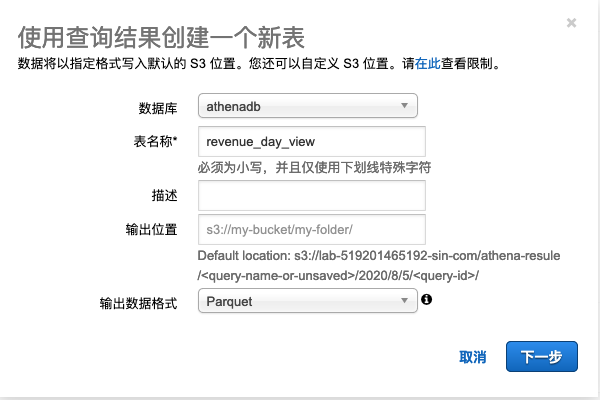 ×
使用查询结果创建一个新表
数据将以指定格式写入默认的 S3 位置。您还可以自定义 S3 位置。请在此查看限制。
数据库 athenadb
表名称* revenue_day_view
必须为小写，并且仅使用下划线特殊字符
描述
输出位置 s3://my-bucket/my-folder/
Default location: s3://lab-519201465192-sin-com/athena-resule
/<query-name-or-unsaved>/2020/8/5/<query-id>/
输出数据格式 Parquet
取消 下一步